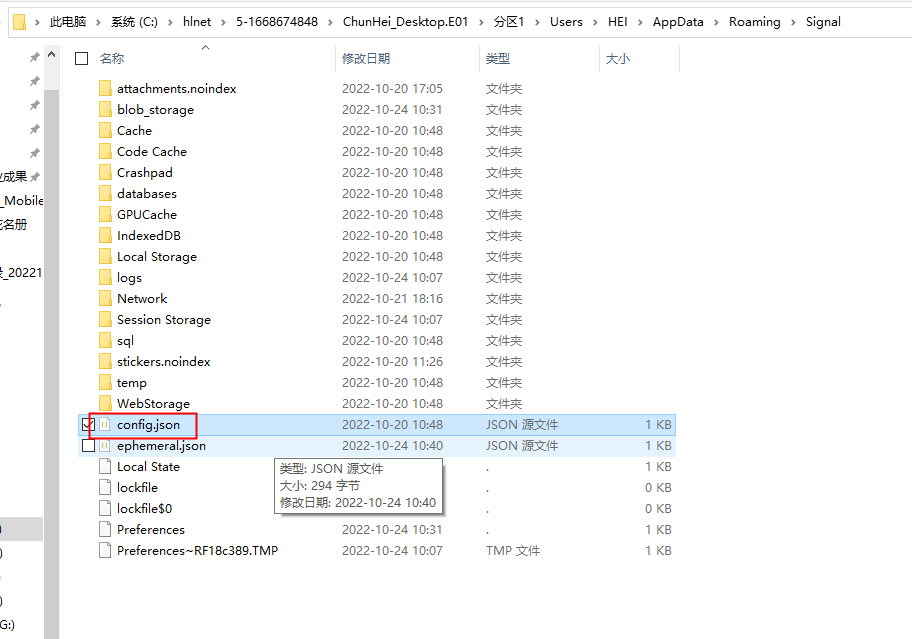 此电脑 > 系统 (C:) > hlnet > 5-1668674848 > ChunHei_Desktop.E01 > 分区1 > Users > HEI > AppData > Roaming > Signal
名称 修改日期 类型 大小
attachments.noindex 2022-10-20 17:05 文件夹
blob_storage 2022-10-24 10:31 文件夹
Cache 2022-10-20 10:48 文件夹
Code Cache 2022-10-20 10:48 文件夹
Crashpad 2022-10-20 10:48 文件夹
成果
databases 2022-10-20 10:48 文件夹
_Mobile
GPUCache 2022-10-20 10:48 文件夹
名册
IndexedDB 2022-10-20 10:48 文件夹
Local Storage 2022-10-20 10:48 文件夹
_20221
logs 2022-10-24 10:07 文件夹
Network 2022-10-21 18:16 文件夹
Session Storage 2022-10-24 10:07 文件夹
sql 2022-10-20 10:48 文件夹
stickers.noindex 2022-10-20 11:26 文件夹
temp 2022-10-20 10:48 文件夹
WebStorage 2022-10-20 10:48 文件夹
config.json 2022-10-20 10:48 JSON 源文件 1 KB
ephemeral.json 2022-10-24 10:40 JSON 源文件 1 KB
Local State . 1 KB
lockfile . 0 KB
lockfile$0 . 0 KB
类型: JSON 源文件
大小: 294 字节
修改日期: 2022-10-24 10:40
Preferences 2022-10-24 10:31 . 1 KB
Preferences~RF18c389.TMP 2022-10-24 10:07 TMP 文件 1 KB
)
)
)
G:)